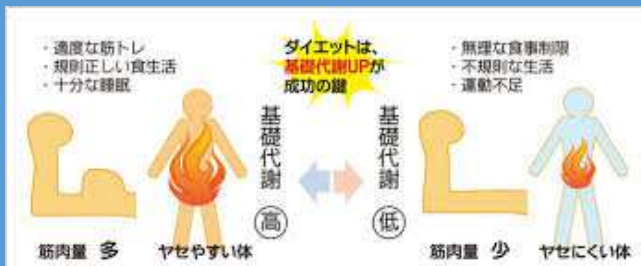 ・適度な筋トレ
・規則正しい食生活
・十分な睡眠
ダイエットは、
基礎代謝UPが
成功の鍵
・無理な食事制限
・不規則な生活
・運動不足
基礎代謝
高
基礎代謝
低
筋肉量 多
ヤセやすい体
筋肉量 少
ヤセにくい体